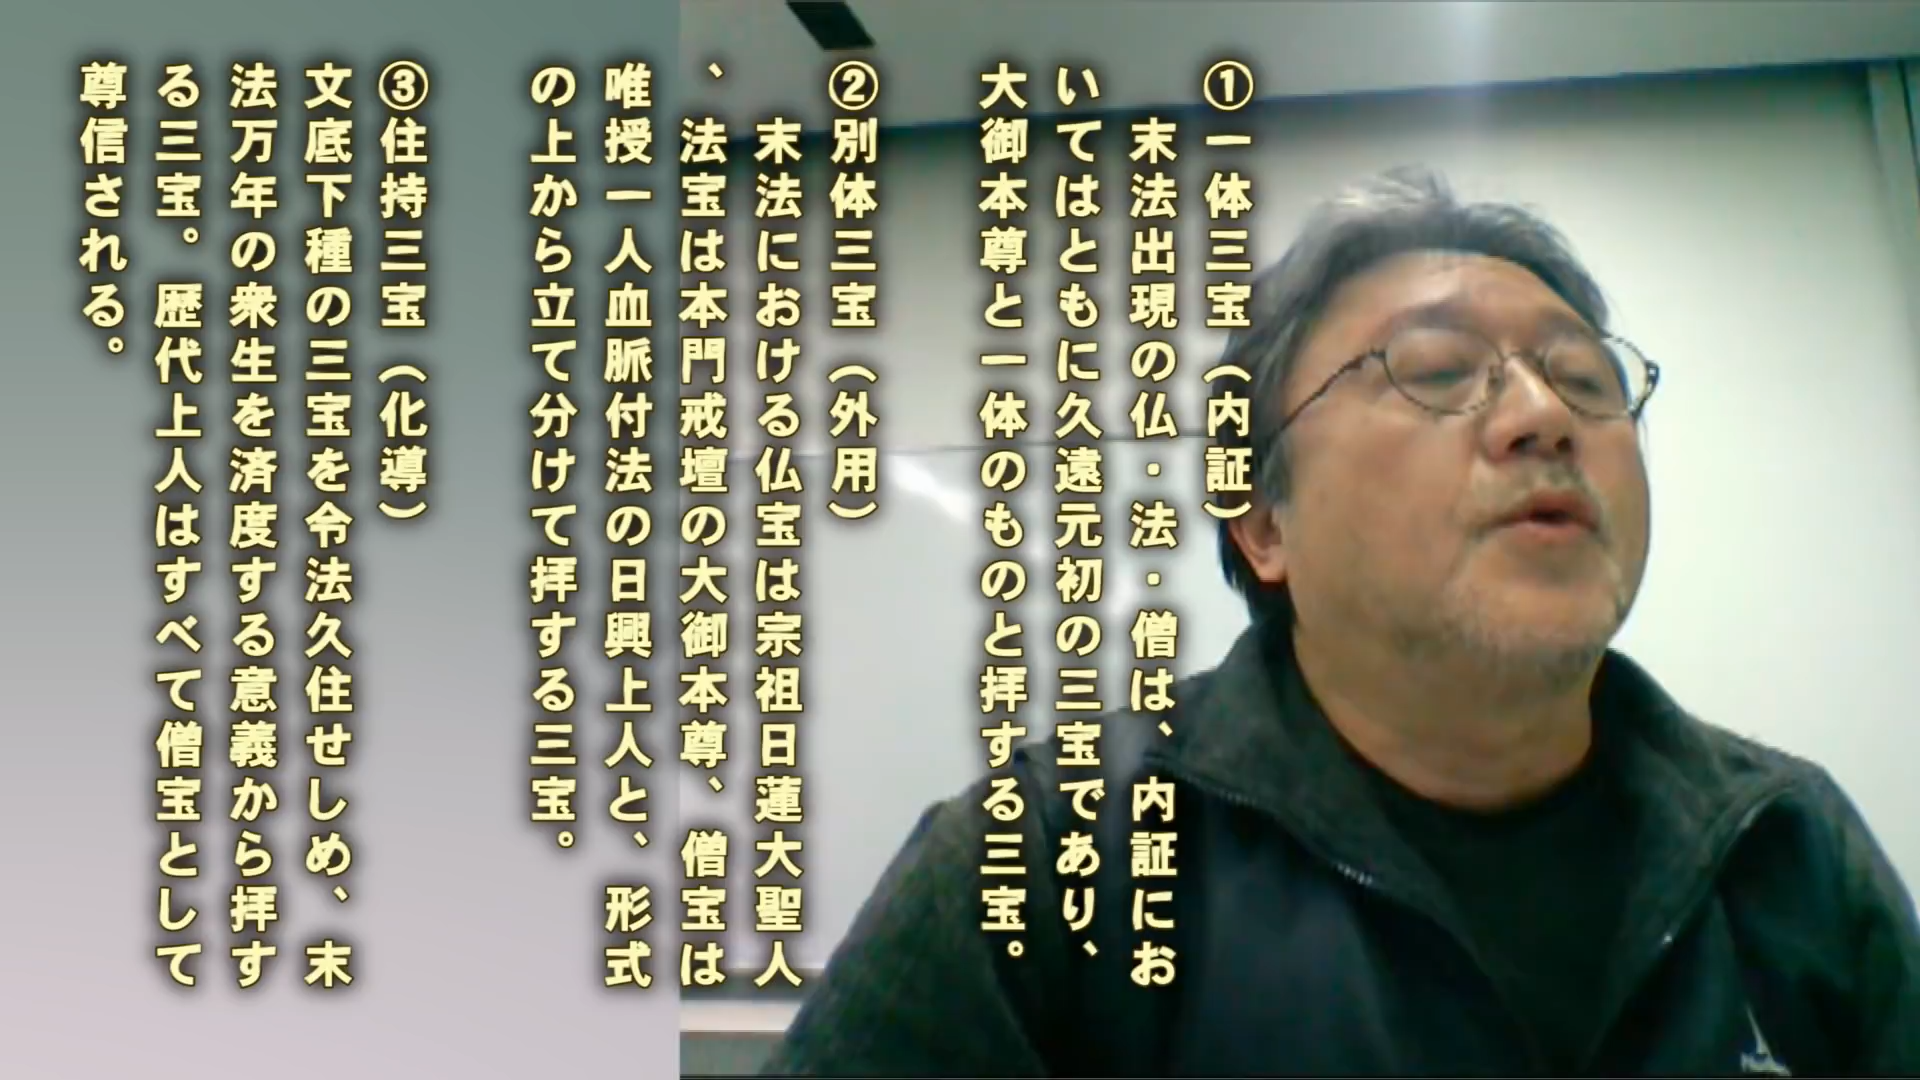 ①一体三宝（内証）
末法出現の仏・法・僧は、内証にお
いてはともに久遠元初の三宝であり、
大御本尊と一体のものと拝する三宝。
②別体三宝（外用）
末法における仏宝は宗祖日蓮大聖人
、法宝は本門戒壇の大御本尊、僧宝は
唯授一人血脈付法の日興上人と、形式
の上から立て分けて拝する三宝。
③住持三宝（化導）
文底下種の三宝を令法久住せしめ、末
法万年の衆生を済度する意義から拝す
る三宝。歴代上人はすべて僧宝として
尊信される。